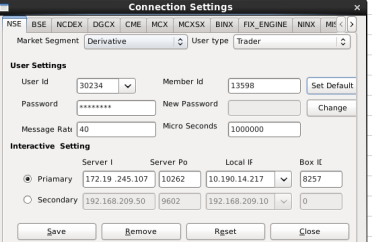 Connection Settings ×
NSE BSE NCDEX DGCX CME MCX MCXSX BINX FIX_ENGINE NINX MIS < >
Market Segment Derivative User type Trader
User Settings
User Id 30234 Member Id 13598 Set Default
Password ******** New Password Change
Message Rate 40 Micro Seconds 1000000
Interactive Setting
Server I Server Po Local IF Box IE
Priamary 172.19 .245.107 10262 10.190.14.217 8257
Secondary 192.168.209.50 9602 192.168.209.10 0
Save Remove Reset Close